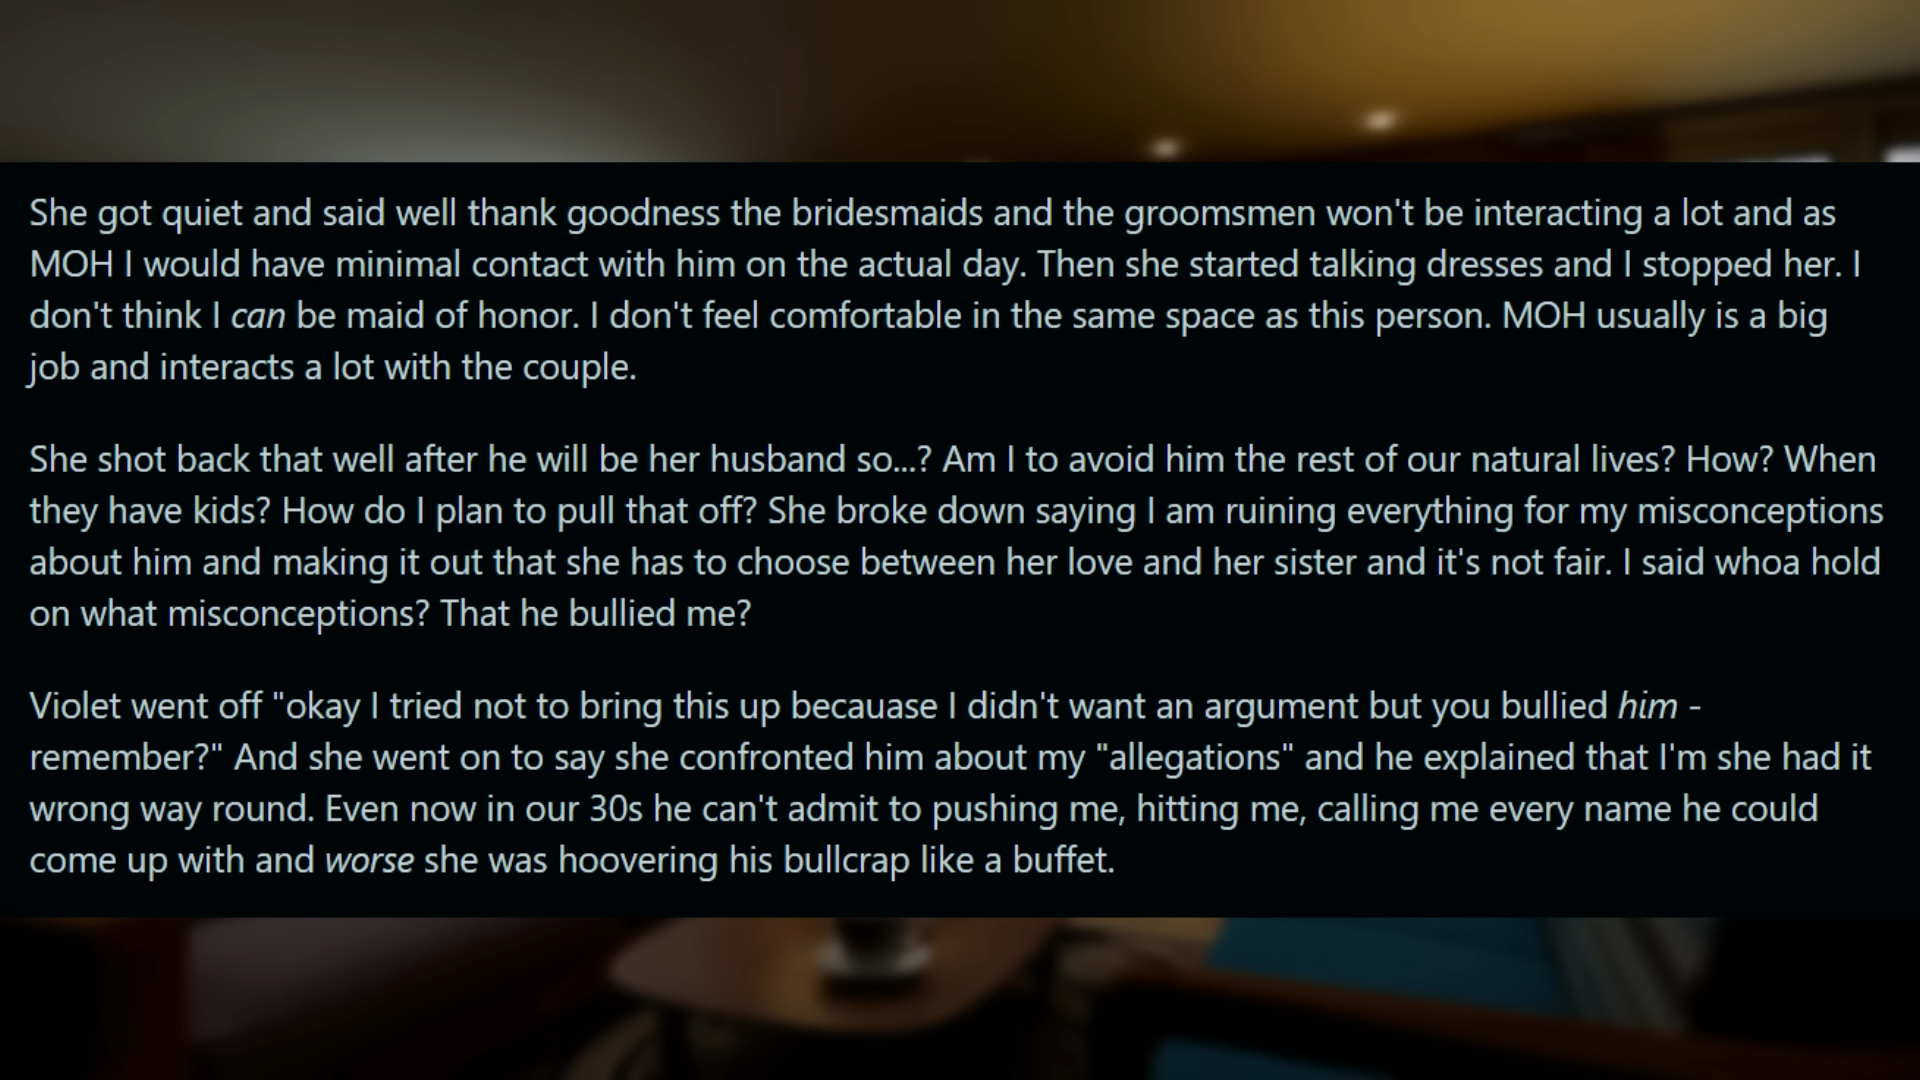 She got quiet and said well thank goodness the bridesmaids and the groomsmen won't be interacting a lot and as
MOH I would have minimal contact with him on the actual day. Then she started talking dresses and I stopped her. I
don't think I can be maid of honor. I don't feel comfortable in the same space as this person. MOH usually is a big
job and interacts a lot with the couple.
She shot back that well after he will be her husband so...? Am I to avoid him the rest of our natural lives? How? When
they have kids? How do I plan to pull that off? She broke down saying I am ruining everything for my misconceptions
about him and making it out that she has to choose between her love and her sister and it's not fair. I said whoa hold
on what misconceptions? That he bullied me?
Violet went off "okay I tried not to bring this up becauase I didn't want an argument but you bullied him -
remember?" And she went on to say she confronted him about my "allegations" and he explained that I'm she had it
wrong way round. Even now in our 30s he can't admit to pushing me, hitting me, calling me every name he could
come up with and worse she was hoovering his bullcrap like a buffet.